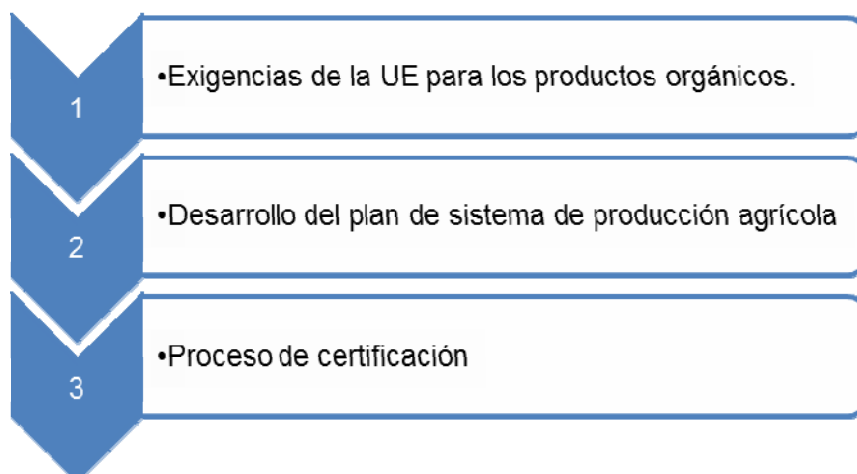 1
•Exigencias de la UE para los productos orgánicos.
2
•Desarrollo del plan de sistema de producción agrícola
3
•Proceso de certificación